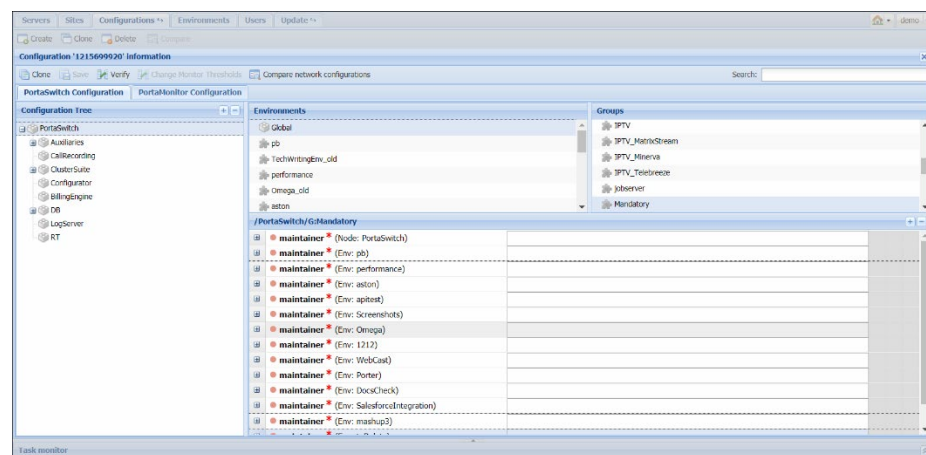 Servers Sites Configurations Environments Users Update demo
Create Clone Delete Compare
Configuration '1215699920' information
Clone Save Verify Change Monitor Thresholds Compare network configurations Search:
PortaSwitch Configuration PortaMonitor Configuration
Configuration Tree Environments Groups
PortaSwitch Global IPTV
Auxiliaries pb IPTV_MatrixStream
CallRecording TechWritingEnv_old IPTV_Minerva
ClusterSuite performance IPTV_Telebreeze
Configurator Omega_old jobserver
BillingEngine aston Mandatory
DB /PortaSwitch/G:Mandatory
LogServer maintainer * (Node: PortaSwitch)
RT maintainer * (Env: pb)
maintainer * (Env: performance)
maintainer * (Env: aston)
maintainer * (Env: apitest)
maintainer * (Env: Screenshots)
maintainer * (Env: Omega)
maintainer * (Env: 1212)
maintainer * (Env: WebCast)
maintainer * (Env: Porter)
maintainer * (Env: DocsCheck)
maintainer * (Env: SalesforceIntegration)
maintainer * (Env: mashup3)
Task monitor